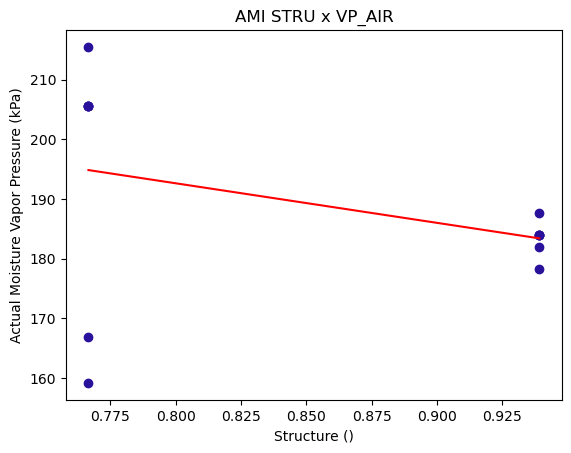 AMI STRU x VP_AIR
Actual Moisture Vapor Pressure (kPa)
210
200
190
180
170
160
0.775 0.800 0.825 0.850 0.875 0.900 0.925
Structure ()